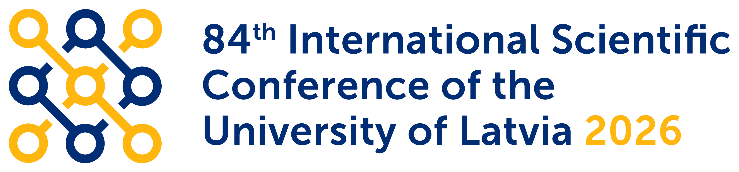 84th International Scientific
Conference of the
University of Latvia 2026